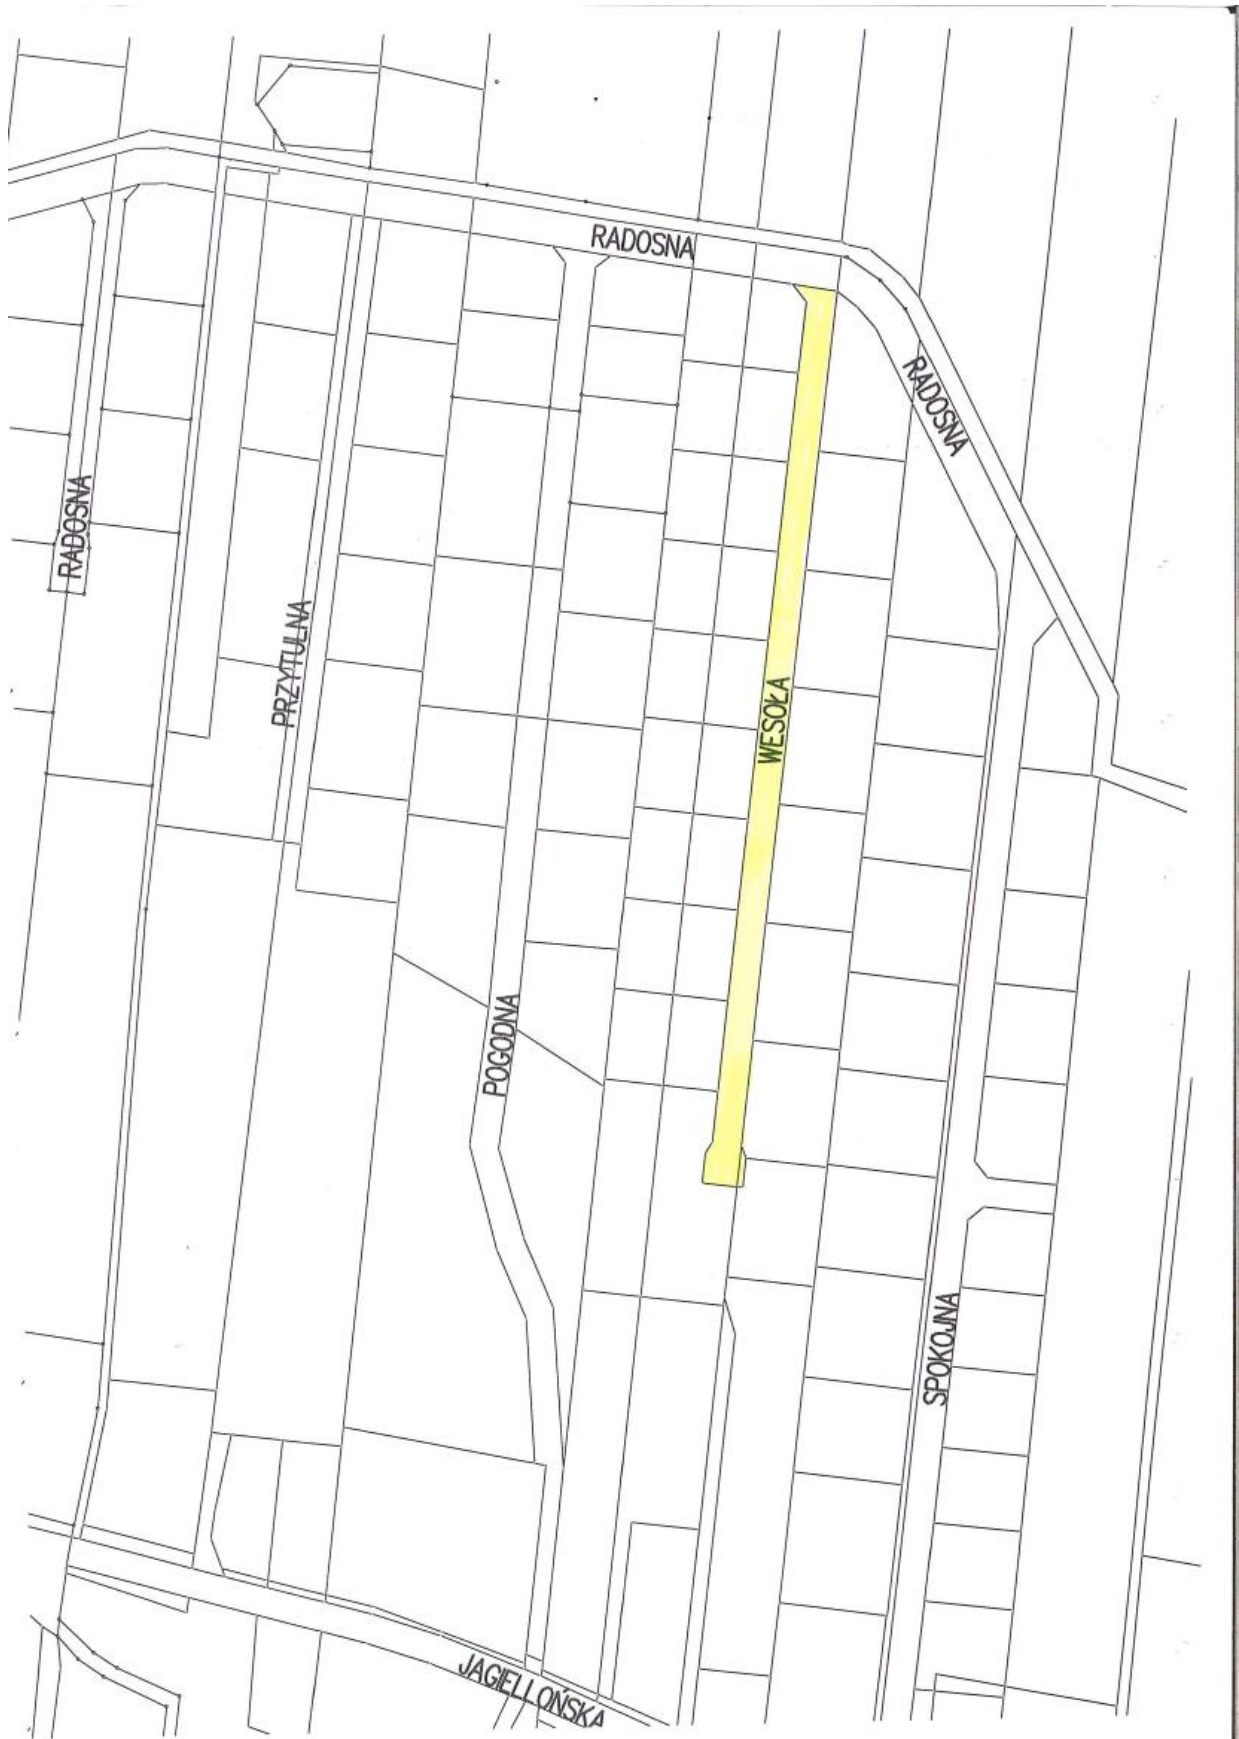 RADOSNA
RADOSNA
RADOSNA
PRZYTULNA
WESOŁA
POGODNA
SPOKOJNA
JAGIELLOŃSKA